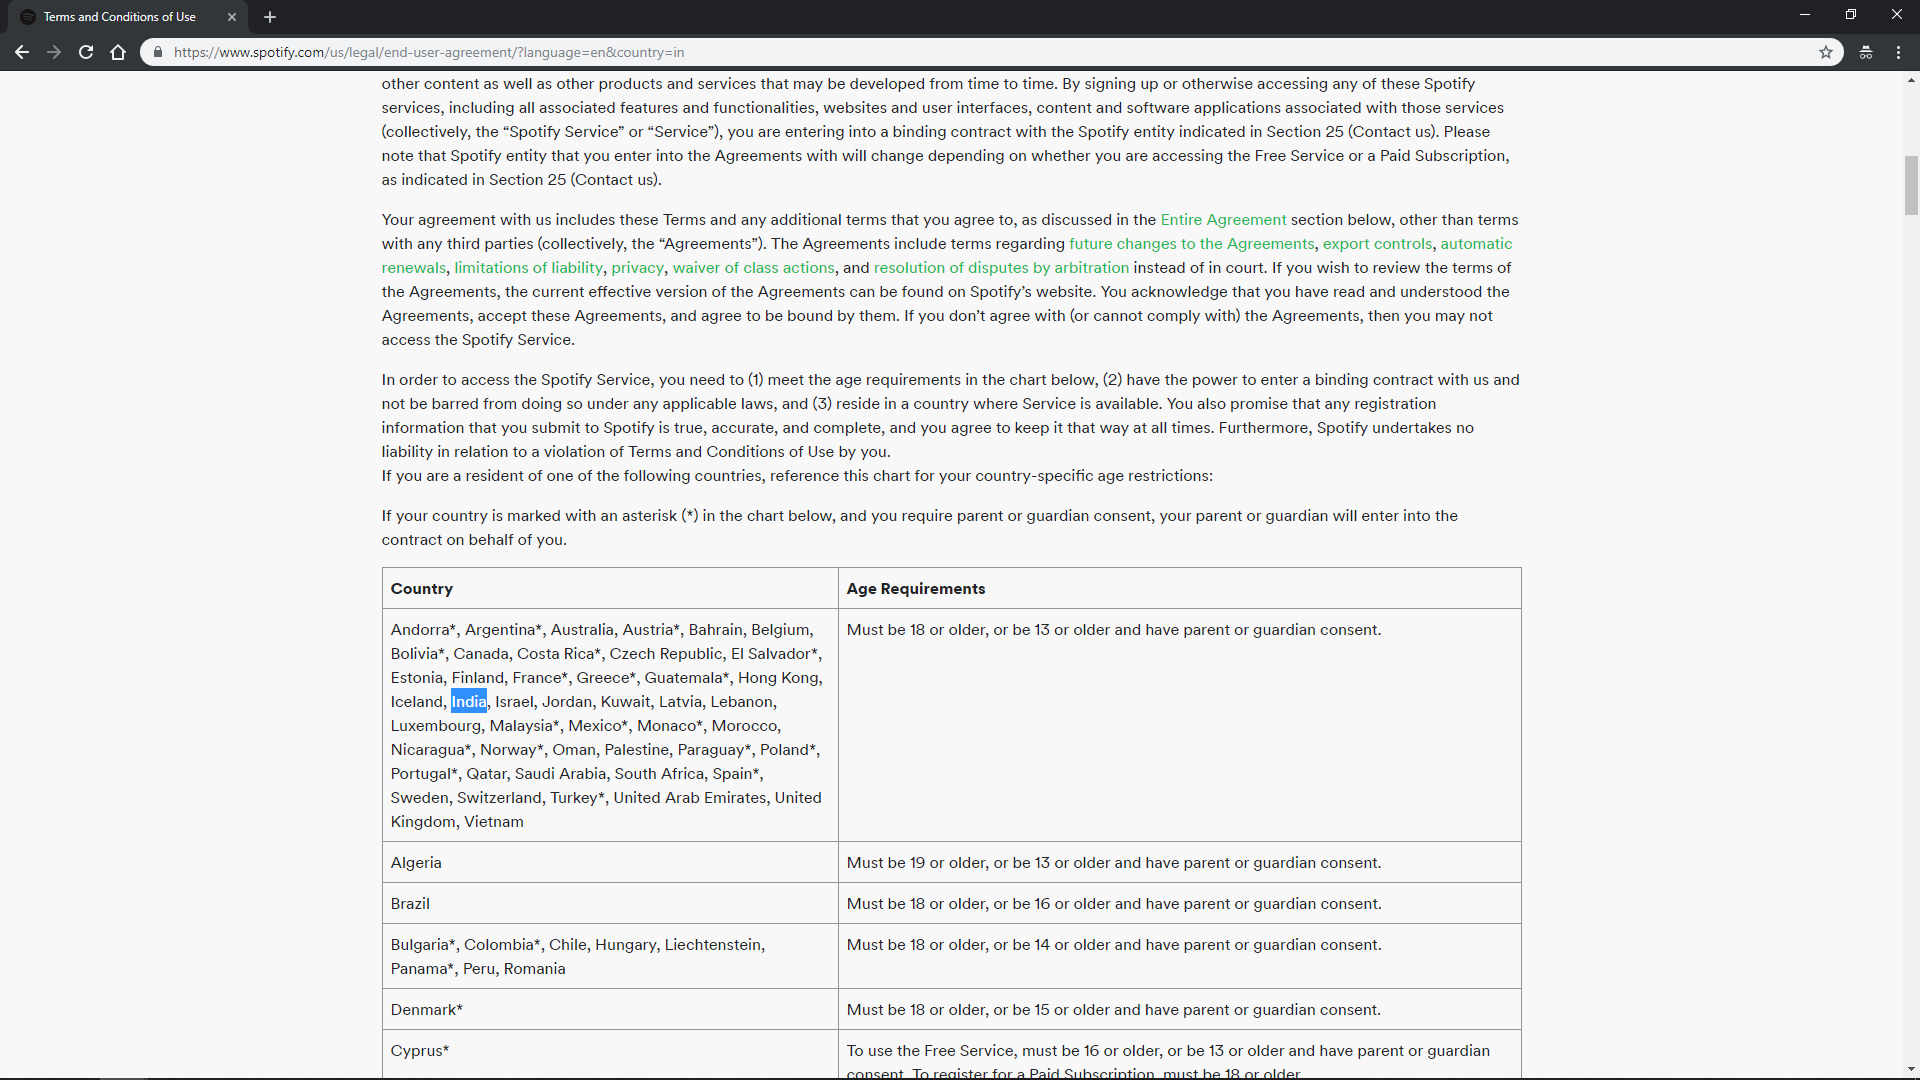 Terms and Conditions of Use
https://www.spotify.com/us/legal/end-user-agreement/?language=en&country=in
other content as well as other products and services that may be developed from time to time. By signing up or otherwise accessing any of these Spotify
services, including all associated features and functionalities, websites and user interfaces, content and software applications associated with those services
(collectively, the “Spotify Service” or “Service”), you are entering into a binding contract with the Spotify entity indicated in Section 25 (Contact us). Please
note that Spotify entity that you enter into the Agreements with will change depending on whether you are accessing the Free Service or a Paid Subscription,
as indicated in Section 25 (Contact us).
Your agreement with us includes these Terms and any additional terms that you agree to, as discussed in the Entire Agreement section below, other than terms
with any third parties (collectively, the “Agreements”). The Agreements include terms regarding future changes to the Agreements, export controls, automatic
renewals, limitations of liability, privacy, waiver of class actions, and resolution of disputes by arbitration instead of in court. If you wish to review the terms of
the Agreements, the current effective version of the Agreements can be found on Spotify’s website. You acknowledge that you have read and understood the
Agreements, accept these Agreements, and agree to be bound by them. If you don’t agree with (or cannot comply with) the Agreements, then you may not
access the Spotify Service.
In order to access the Spotify Service, you need to (1) meet the age requirements in the chart below, (2) have the power to enter a binding contract with us and
not be barred from doing so under any applicable laws, and (3) reside in a country where Service is available. You also promise that any registration
information that you submit to Spotify is true, accurate, and complete, and you agree to keep it that way at all times. Furthermore, Spotify undertakes no
liability in relation to a violation of Terms and Conditions of Use by you.
If you are a resident of one of the following countries, reference this chart for your country-specific age restrictions:
If your country is marked with an asterisk (*) in the chart below, and you require parent or guardian consent, your parent or guardian will enter into the
contract on behalf of you.
Country
Age Requirements
Andorra*, Argentina*, Australia, Austria*, Bahrain, Belgium,
Bolivia*, Canada, Costa Rica*, Czech Republic, El Salvador*,
Estonia, Finland, France*, Greece*, Guatemala*, Hong Kong,
Iceland, India, Israel, Jordan, Kuwait, Latvia, Lebanon,
Luxembourg, Malaysia*, Mexico*, Monaco*, Morocco,
Nicaragua*, Norway*, Oman, Palestine, Paraguay*, Poland*,
Portugal*, Qatar, Saudi Arabia, South Africa, Spain*,
Sweden, Switzerland, Turkey*, United Arab Emirates, United
Kingdom, Vietnam
Must be 18 or older, or be 13 or older and have parent or guardian consent.
Algeria
Must be 19 or older, or be 13 or older and have parent or guardian consent.
Brazil
Must be 18 or older, or be 16 or older and have parent or guardian consent.
Bulgaria*, Colombia*, Chile, Hungary, Liechtenstein,
Panama*, Peru, Romania
Must be 18 or older, or be 14 or older and have parent or guardian consent.
Denmark*
Must be 18 or older, or be 15 or older and have parent or guardian consent.
Cyprus*
To use the Free Service, must be 16 or older, or be 13 or older and have parent or guardian
consent. To register for a Paid Subscription, must be 18 or older